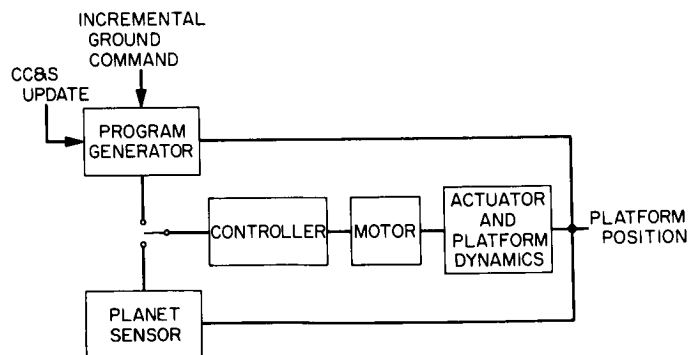 INCREMENTAL
GROUND
COMMAND
CC&S
UPDATE
PROGRAM
GENERATOR
CONTROLLER
MOTOR
ACTUATOR
AND
PLATFORM
DYNAMICS
PLATFORM
POSITION
PLANET
SENSOR